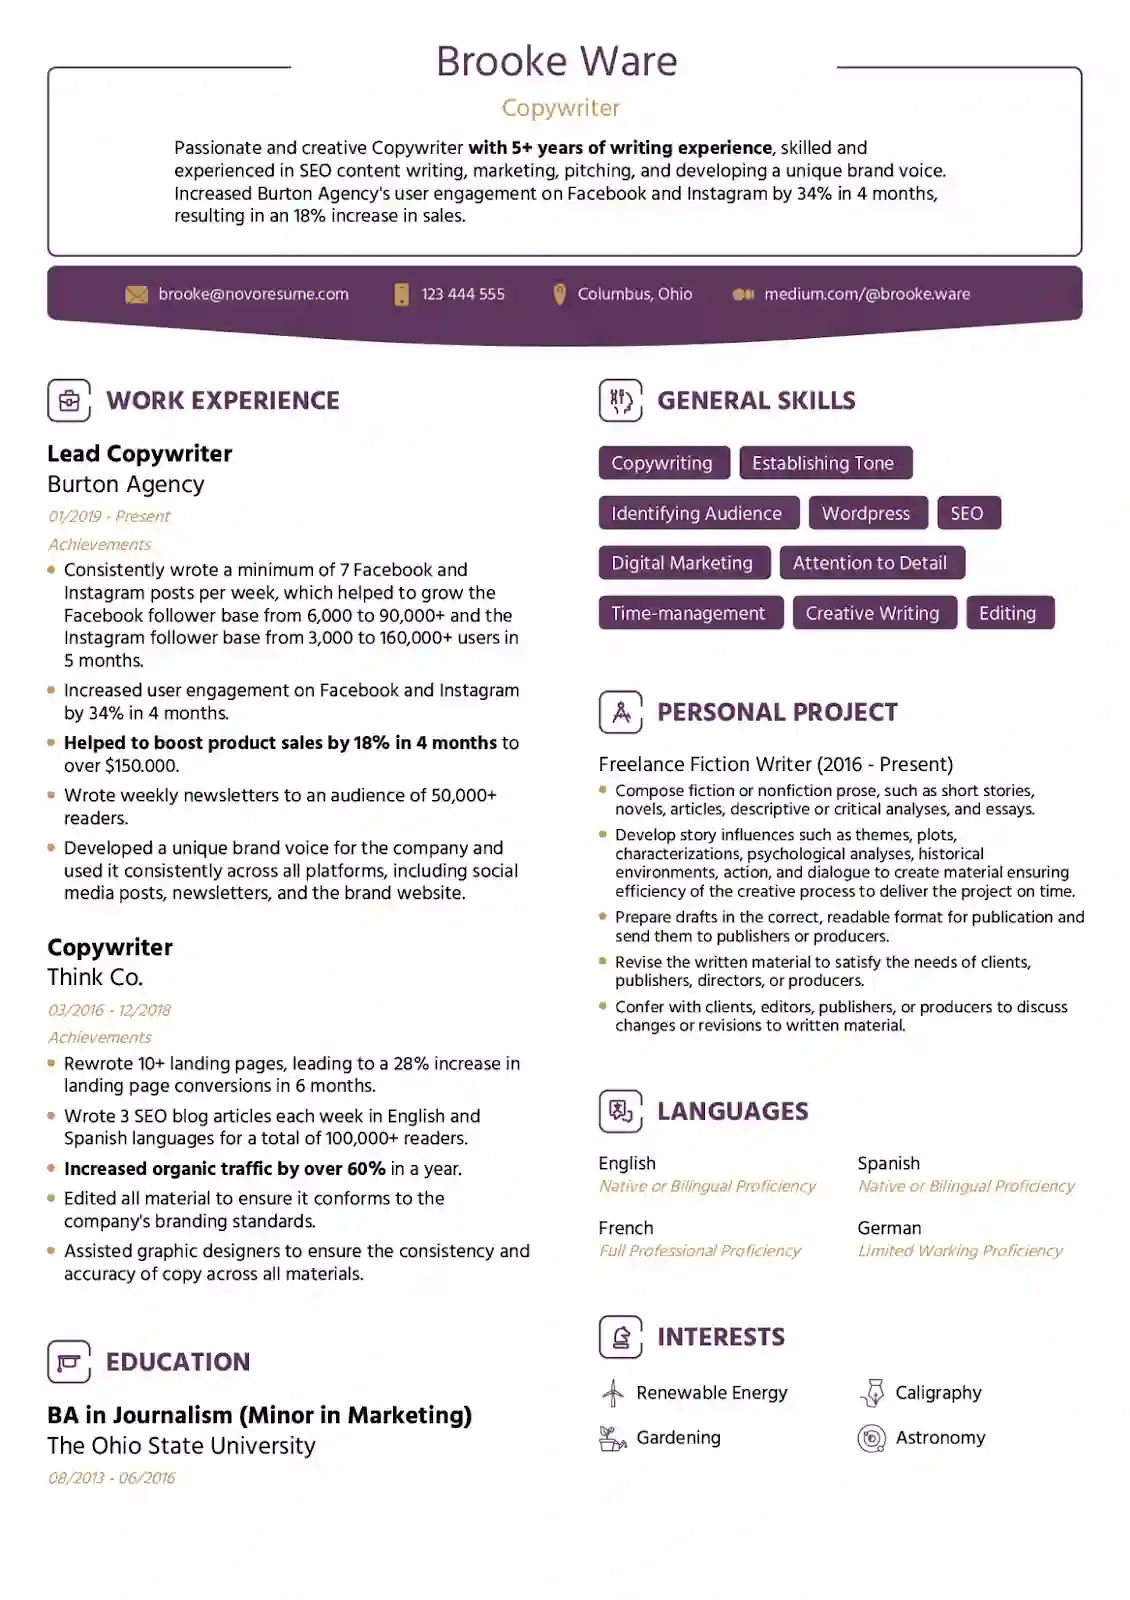 Brooke Ware
Copywriter
Passionate and creative Copywriter with 5+ years of writing experience, skilled and
experienced in SEO content writing, marketing, pitching, and developing a unique brand voice.
Increased Burton Agency's user engagement on Facebook and Instagram by 34% in 4 months,
resulting in an 18% increase in sales.
brooke@novoresume.com
123 444 555
Columbus, Ohio
medium.com/@brooke.ware
WORK EXPERIENCE
Lead Copywriter
Burton Agency
01/2019 - Present
Achievements
Consistently wrote a minimum of 7 Facebook and
Instagram posts per week, which helped to grow the
Facebook follower base from 6,000 to 90,000+ and the
Instagram follower base from 3,000 to 160,000+ users in
5 months.
Increased user engagement on Facebook and Instagram
by 34% in 4 months.
Helped to boost product sales by 18% in 4 months to
over $150.000.
Wrote weekly newsletters to an audience of 50,000+
readers.
Developed a unique brand voice for the company and
used it consistently across all platforms, including social
media posts, newsletters, and the brand website.
Copywriter
Think Co.
03/2016 - 12/2018
Achievements
Rewrote 10+ landing pages, leading to a 28% increase in
landing page conversions in 6 months.
Wrote 3 SEO blog articles each week in English and
Spanish languages for a total of 100,000+ readers.
Increased organic traffic by over 60% in a year.
Edited all material to ensure it conforms to the
company's branding standards.
Assisted graphic designers to ensure the consistency and
accuracy of copy across all materials.
EDUCATION
BA in Journalism (Minor in Marketing)
The Ohio State University
08/2013 - 06/2016
GENERAL SKILLS
Copywriting
Establishing Tone
Identifying Audience
Wordpress
SEO
Digital Marketing
Attention to Detail
Time-management
Creative Writing
Editing
PERSONAL PROJECT
Freelance Fiction Writer (2016 - Present)
Compose fiction or nonfiction prose, such as short stories,
novels, articles, descriptive or critical analyses, and essays.
Develop story influences such as themes, plots,
characterizations, psychological analyses, historical
environments, action, and dialogue to create material ensuring
efficiency of the creative process to deliver the project on time.
Prepare drafts in the correct, readable format for publication and
send them to publishers or producers.
Revise the written material to satisfy the needs of clients,
publishers, directors, or producers.
Confer with clients, editors, publishers, or producers to discuss
changes or revisions to written material.
LANGUAGES
English
Native or Bilingual Proficiency
Spanish
Native or Bilingual Proficiency
French
Full Professional Proficiency
German
Limited Working Proficiency
INTERESTS
Renewable Energy
Caligraphy
Gardening
Astronomy